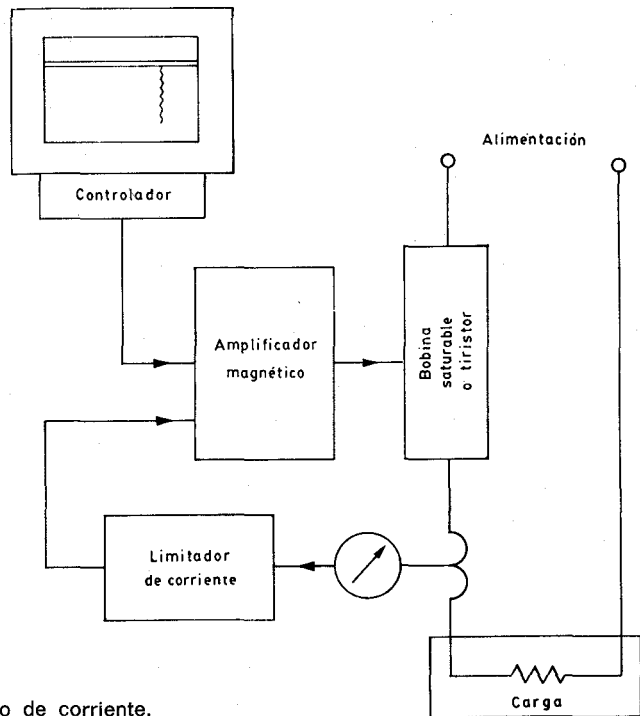 Alimentación
Controlador
Amplificador
magnético
Bobina
saturable
o tiristor
Limitador
de corriente
Carga
o de corriente.